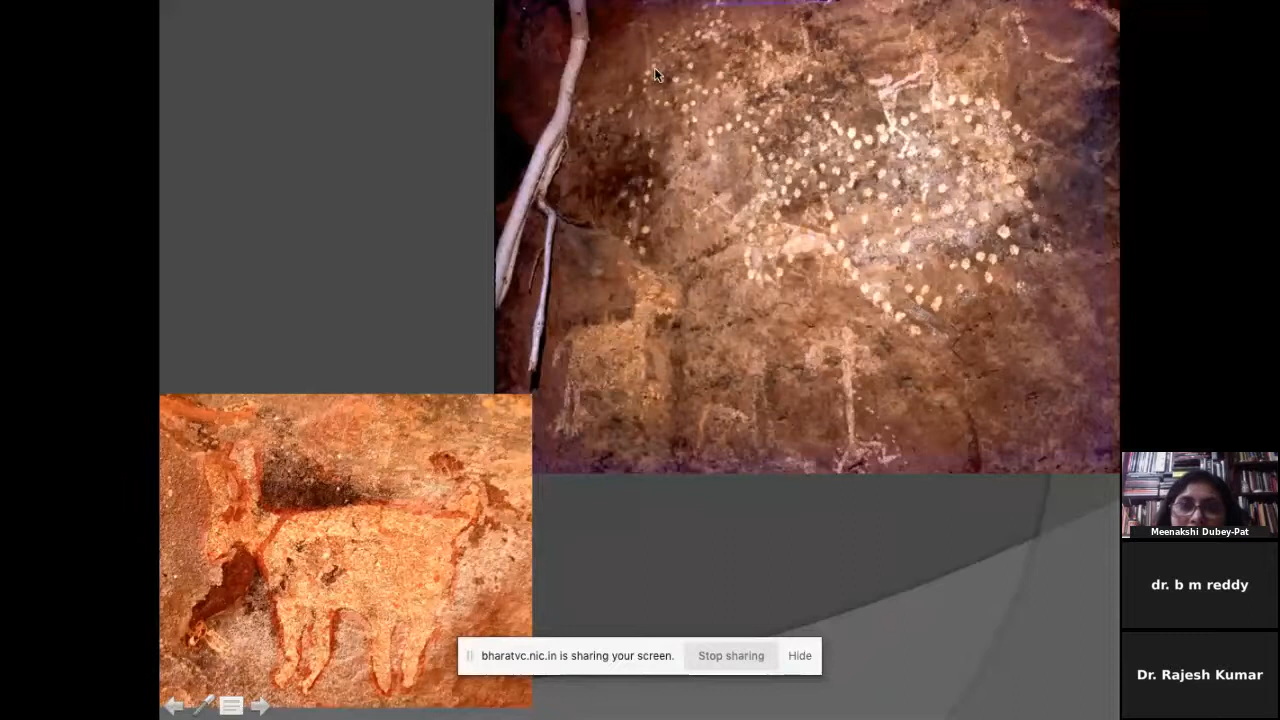 Meenakshi Dubey-Pat
dr. b m reddy
bharatvc.nic.in is sharing your screen. Stop sharing Hide
Dr. Rajesh Kumar